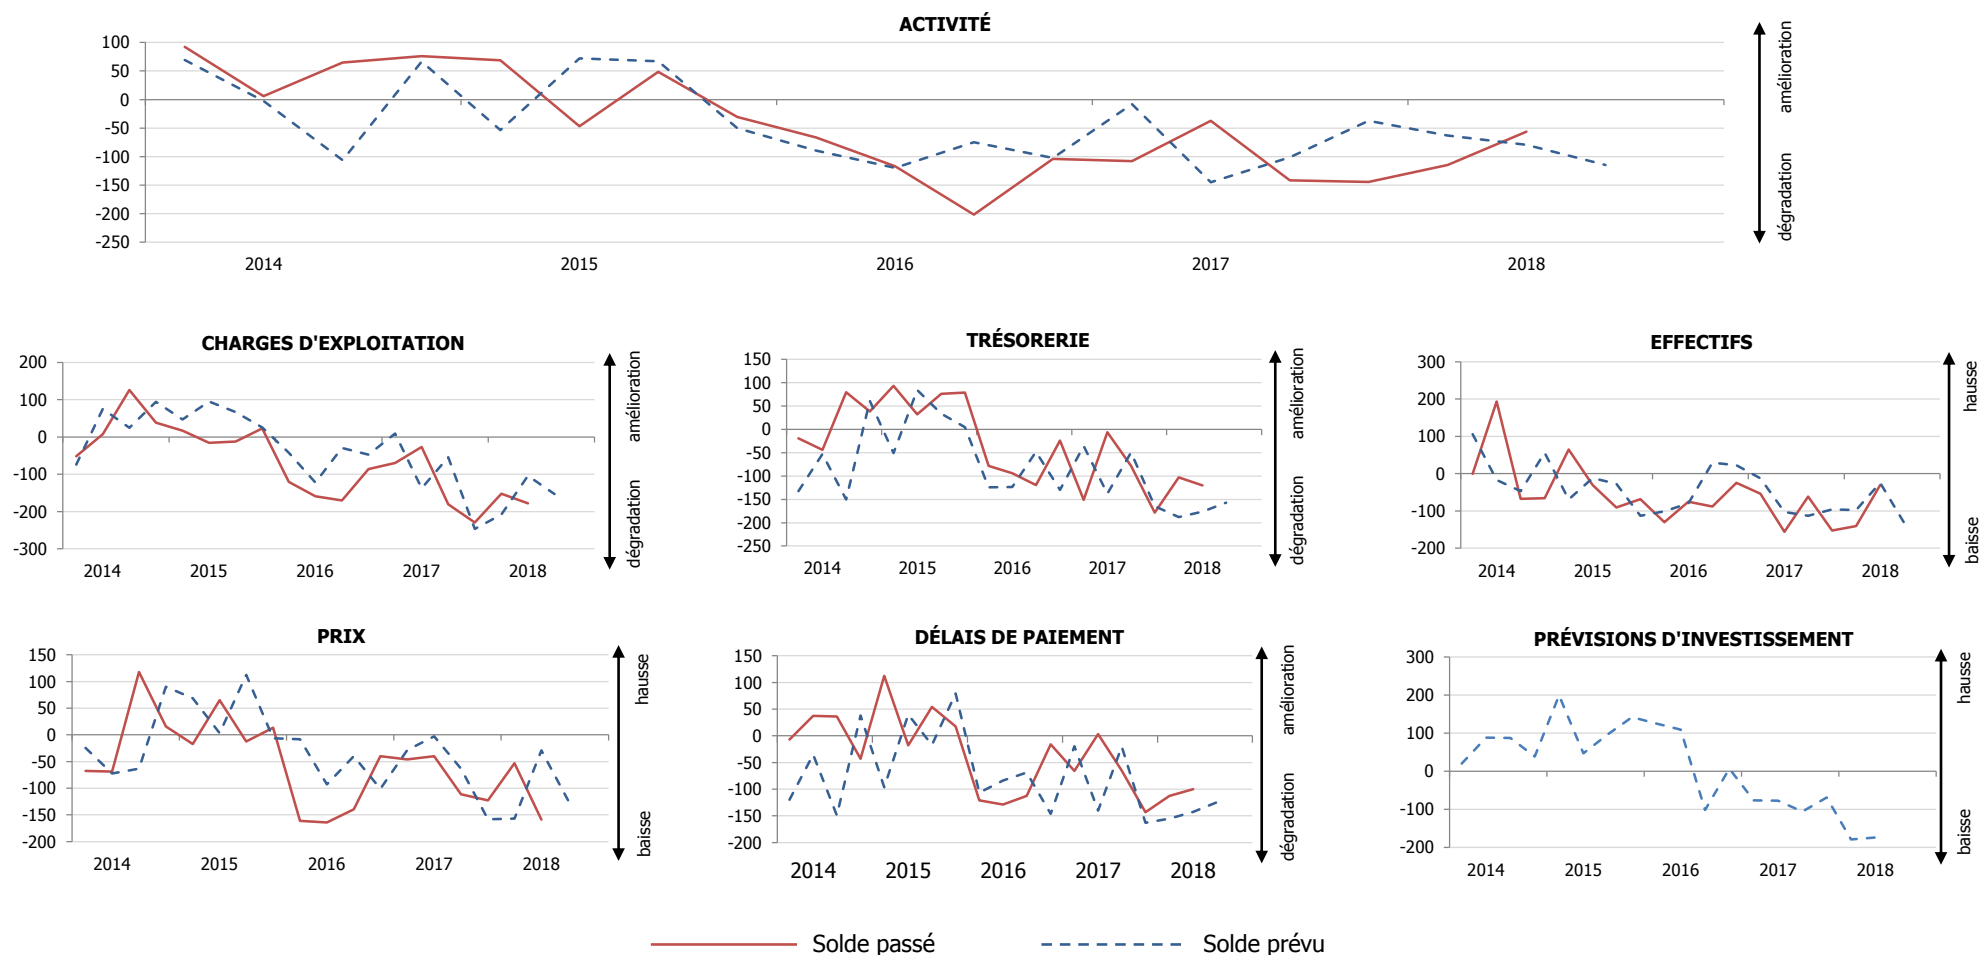 ACTIVITÉ
100
50
0
-50
-100
-150
-200
-250
2014 2015 2016 2017 2018
amélioration
dégradation
CHARGES D'EXPLOITATION
200
100
0
-100
-200
-300
2014 2015 2016 2017 2018
amélioration
dégradation
TRÉSORERIE
150
100
50
0
-50
-100
-150
-200
-250
2014 2015 2016 2017 2018
amélioration
dégradation
EFFECTIFS
300
200
100
0
-100
-200
2014 2015 2016 2017 2018
hausse
baisse
PRIX
150
100
50
0
-50
-100
-150
-200
2014 2015 2016 2017 2018
hausse
baisse
DÉLAIS DE PAIEMENT
150
100
50
0
-50
-100
-150
-200
2014 2015 2016 2017 2018
amélioration
dégradation
PRÉVISIONS D'INVESTISSEMENT
300
200
100
0
-100
-200
2014 2015 2016 2017 2018
hausse
baisse
Solde passé Solde prévu